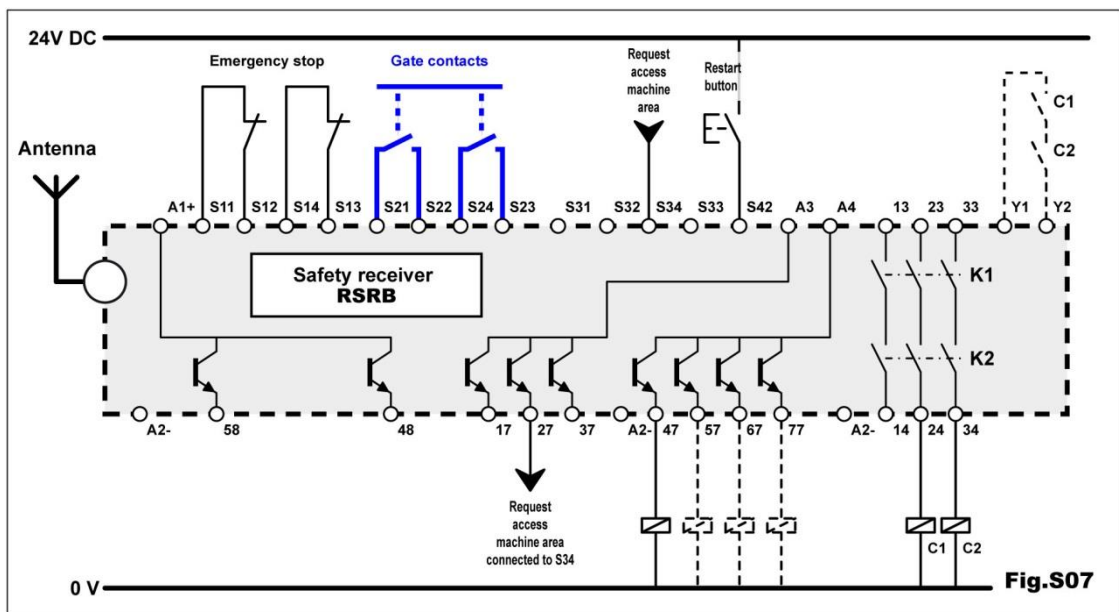 24V DC
Emergency stop
Gate contacts
Request
access
machine
area
Restart
button
C1
C2
Antenna
A1+ S11 S12 S14 S13 S21 S22 S24 S23 S31 S32 S34 S33 S42 A3 A4 13 23 33 Y1 Y2
Safety receiver
RSRB
K1
K2
A2- 58 48 17 27 37 A2- 47 57 67 77 A2- 14 24 34
Request
access
machine area
connected to S34
C1 C2
0 V
Fig.S07